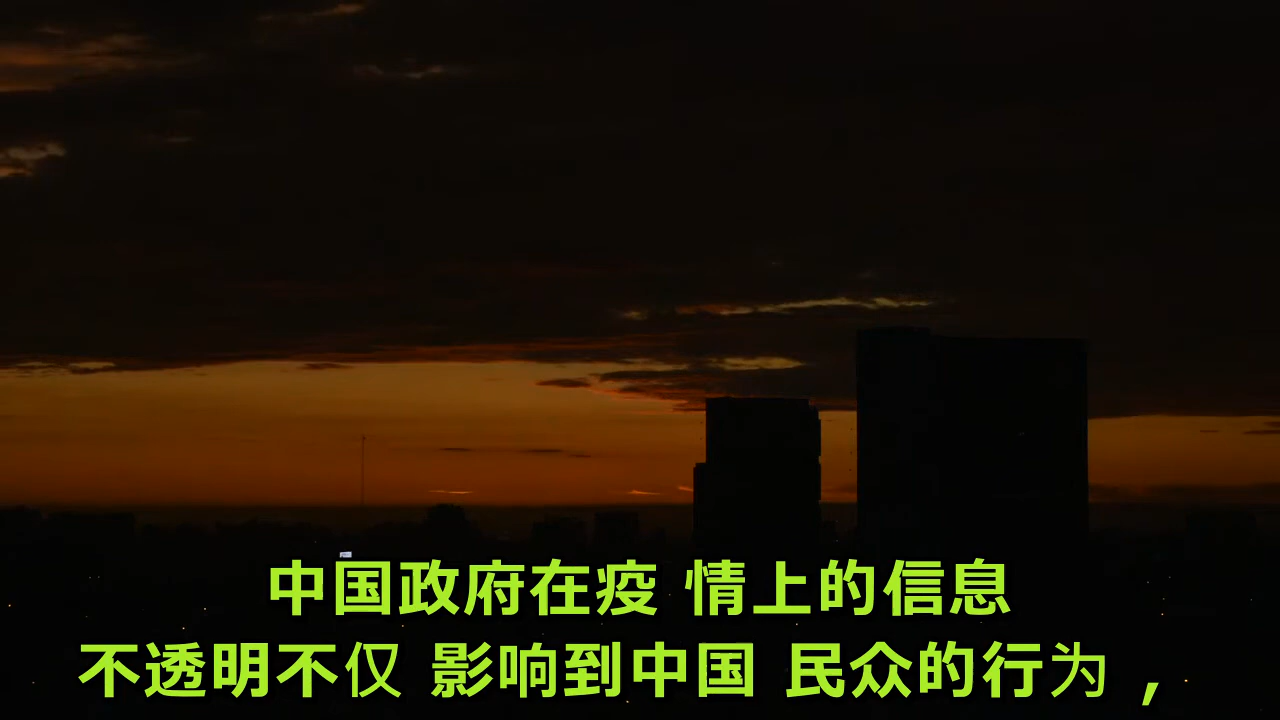 中国政府在疫 情上的信息
不透明不仅 影响到中国 民众的行为 ，